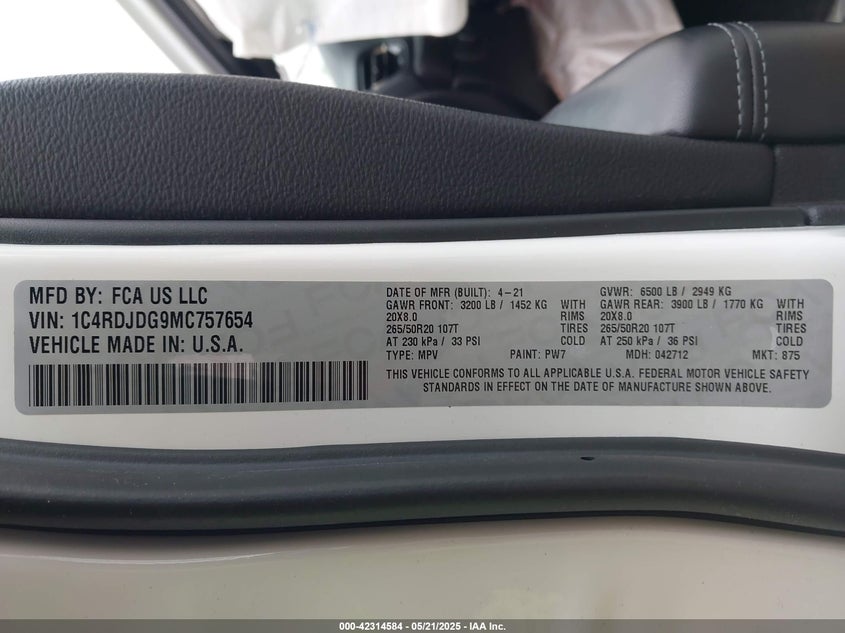 MFD BY: FCA US LLC
VIN: 1C4RDJDG9MC757654
VEHICLE MADE IN: U.S.A.
DATE OF MFR (BUILT): 4-21 GVWR: 6500 LB / 2949 KG
GAWR FRONT: 3200 LB / 1452 KG WITH GAWR REAR: 3900 LB / 1770 KG WITH
20X8.0 RIMS 20X8.0 RIMS
265/50R20 107T TIRES 265/50R20 107T TIRES
AT 230 kPa / 33 PSI COLD AT 250 kPa / 36 PSI COLD
TYPE: MPV PAINT: PW7 MDH: 042712 MKT: 875
THIS VEHICLE CONFORMS TO ALL APPLICABLE U.S.A. FEDERAL MOTOR VEHICLE SAFETY
STANDARDS IN EFFECT ON THE DATE OF MANUFACTURE SHOWN ABOVE.
000-42314584 - 05/21/2025 - IAA Inc.